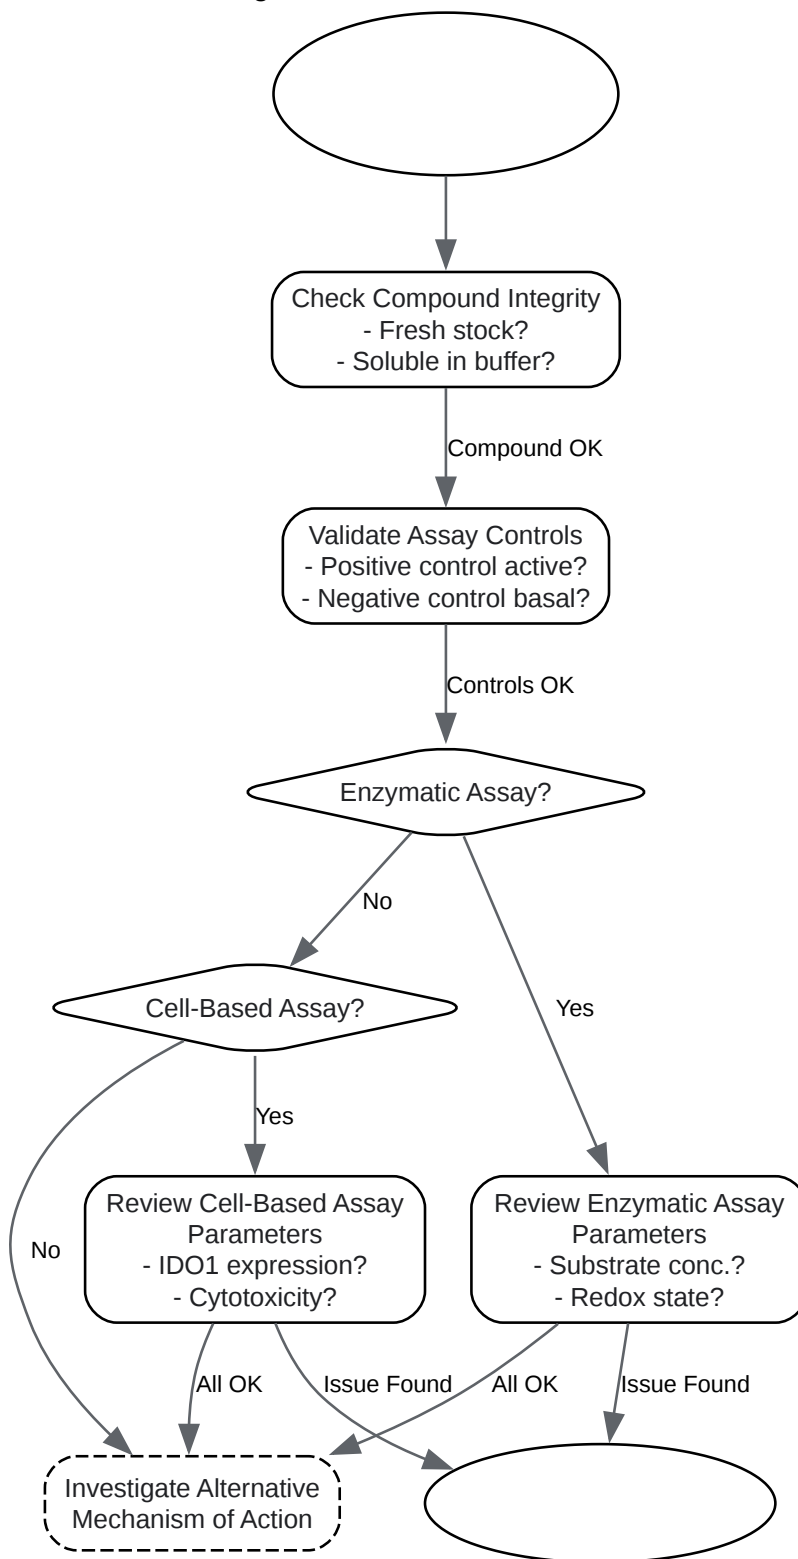 Check Compound Integrity
- Fresh stock?
- Soluble in buffer?
Compound OK
Validate Assay Controls
- Positive control active?
- Negative control basal?
Controls OK
Enzymatic Assay?
No
Cell-Based Assay?
Yes
Yes
Review Cell-Based Assay
Parameters
- IDO1 expression?
- Cytotoxicity?
Review Enzymatic Assay
Parameters
- Substrate conc.?
- Redox state?
No
All OK
Issue Found
All OK
Issue Found
Investigate Alternative
Mechanism of Action